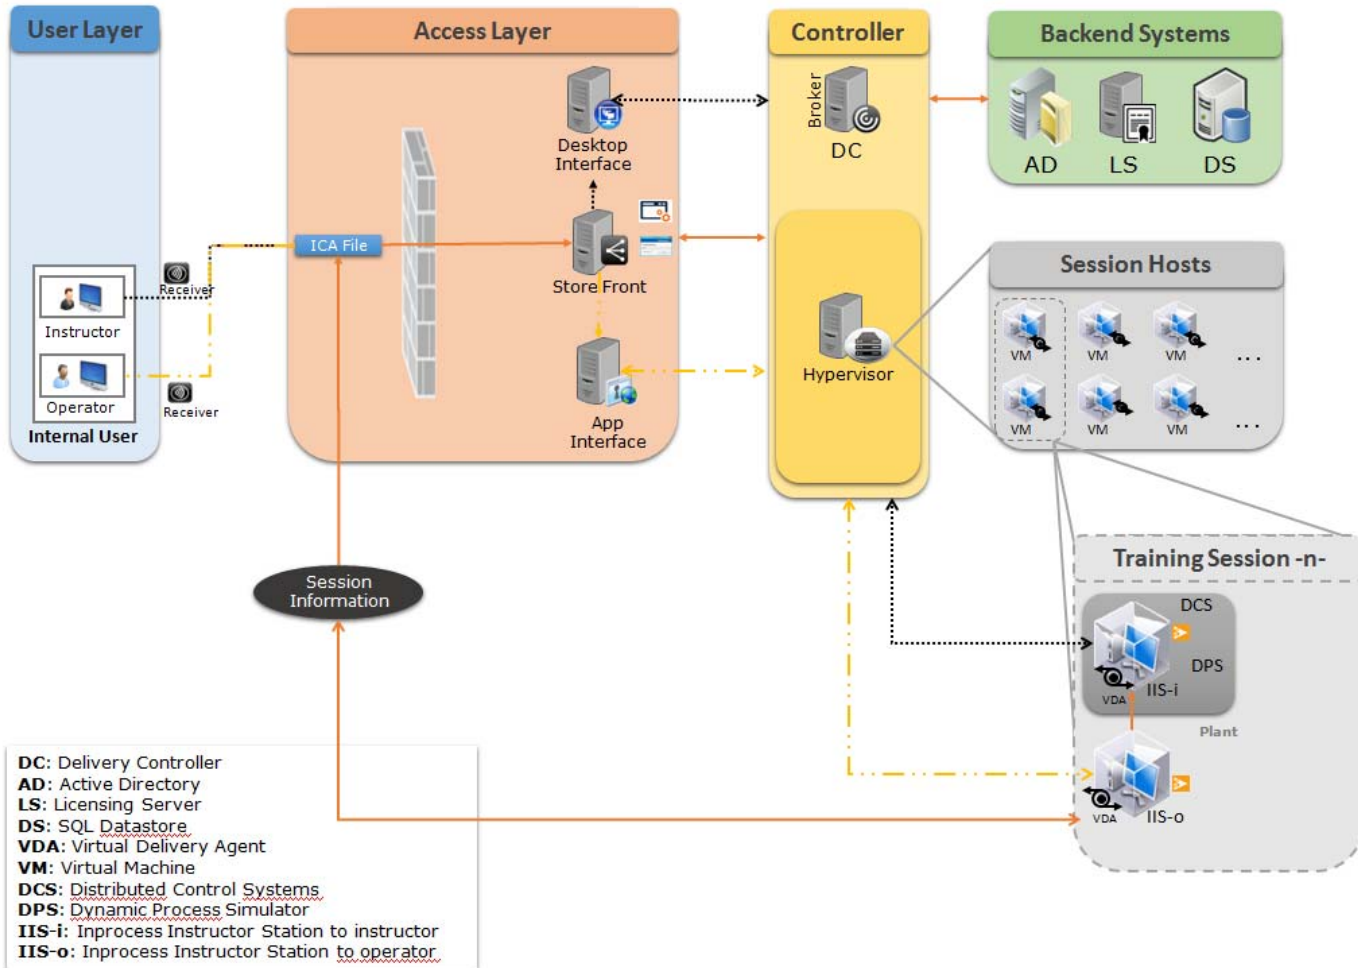 User Layer
Access Layer
Controller
Backend Systems
Broker
DC
AD
LS
DS
Desktop
Interface
ICA File
Store Front
Receiver
Instructor
Operator
Receiver
Internal User
App
Interface
Hypervisor
Session Hosts
VM
VM
VM
...
VM
VM
VM
...
Session
Information
Training Session -n-
DCS
DPS
VDA
IIS-i
Plant
VDA
IIS-o
DC: Delivery Controller
AD: Active Directory
LS: Licensing Server
DS: SQL Datastore
VDA: Virtual Delivery Agent
VM: Virtual Machine
DCS: Distributed Control Systems
DPS: Dynamic Process Simulator
IIS-i: Inprocess Instructor Station to instructor
IIS-o: Inprocess Instructor Station to operator